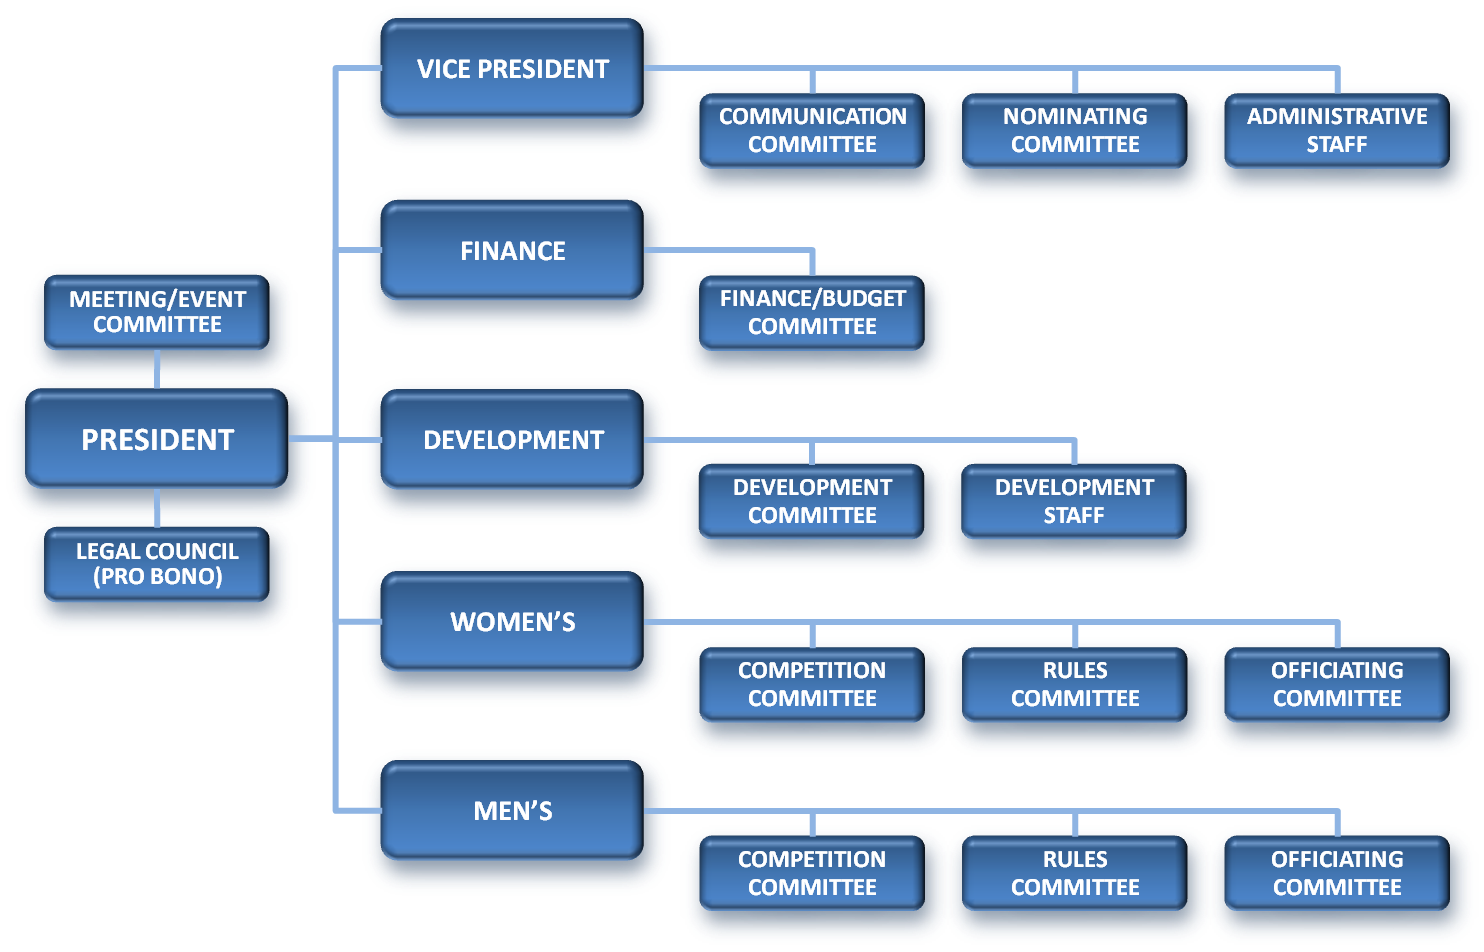 VICE PRESIDENT
COMMUNICATION
COMMITTEE
NOMINATING
COMMITTEE
ADMINISTRATIVE
STAFF
FINANCE
FINANCE/BUDGET
COMMITTEE
MEETING/EVENT
COMMITTEE
PRESIDENT
LEGAL COUNCIL
(PRO BONO)
DEVELOPMENT
DEVELOPMENT
COMMITTEE
DEVELOPMENT
STAFF
WOMEN’S
COMPETITION
COMMITTEE
RULES
COMMITTEE
OFFICIATING
COMMITTEE
MEN’S
COMPETITION
COMMITTEE
RULES
COMMITTEE
OFFICIATING
COMMITTEE